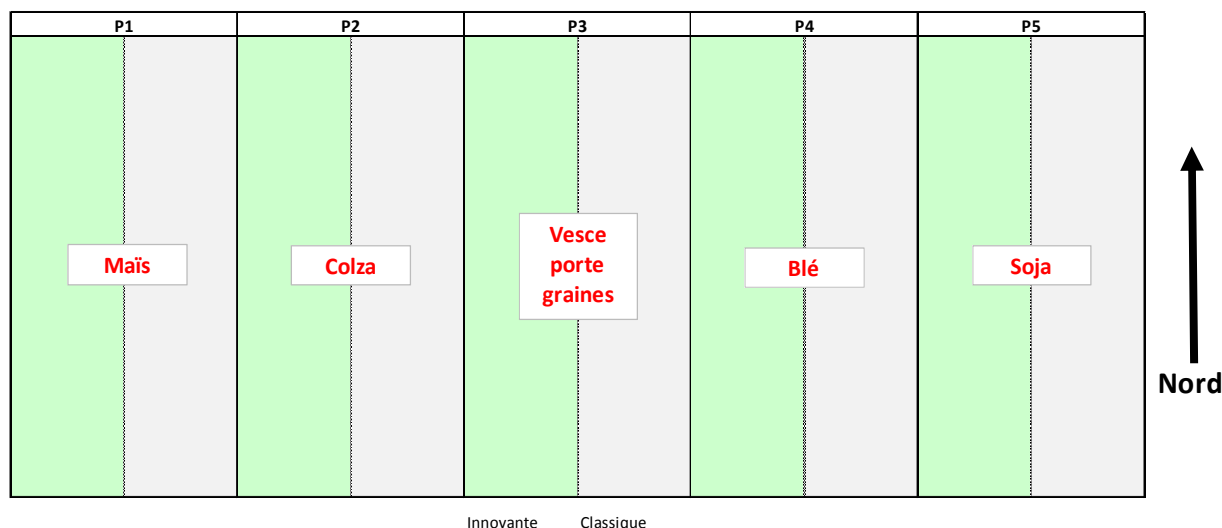 P1 P2 P3 P4 P5
Maïs
Colza
Vesce
porte
graines
Blé
Soja
Nord
Innovante Classique